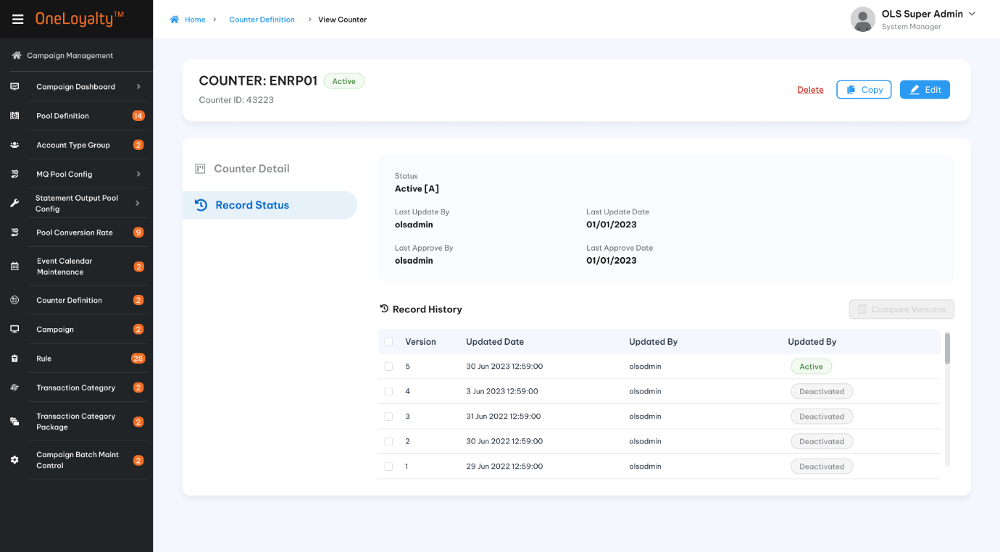 OneLoyalty™
Home > Counter Definition > View Counter
OLS Super Admin
System Manager
Campaign Management
Campaign Dashboard
Pool Definition 14
Account Type Group 2
MQ Pool Config
Statement Output Pool
Config
Pool Conversion Rate 9
Event Calendar
Maintenance 2
Counter Definition 2
Campaign 2
Rule 28
Transaction Category 2
Transaction Category
Package 2
Campaign Batch Maint
Control 2
COUNTER: ENRP01 Active
Counter ID: 43223
Delete Copy Edit
Counter Detail
Record Status
Status
Active [A]
Last Update By Last Update Date
olsadmin 01/01/2023
Last Approve By Last Approve Date
olsadmin 01/01/2023
Record History Compare Versions
Version Updated Date Updated By Updated By
5 30 Jun 2023 12:59:00 olsadmin Active
4 3 Jun 2023 12:59:00 olsadmin Deactivated
3 31 Jun 2022 12:59:00 olsadmin Deactivated
2 30 Jun 2022 12:59:00 olsadmin Deactivated
1 29 Jun 2022 12:59:00 olsadmin Deactivated